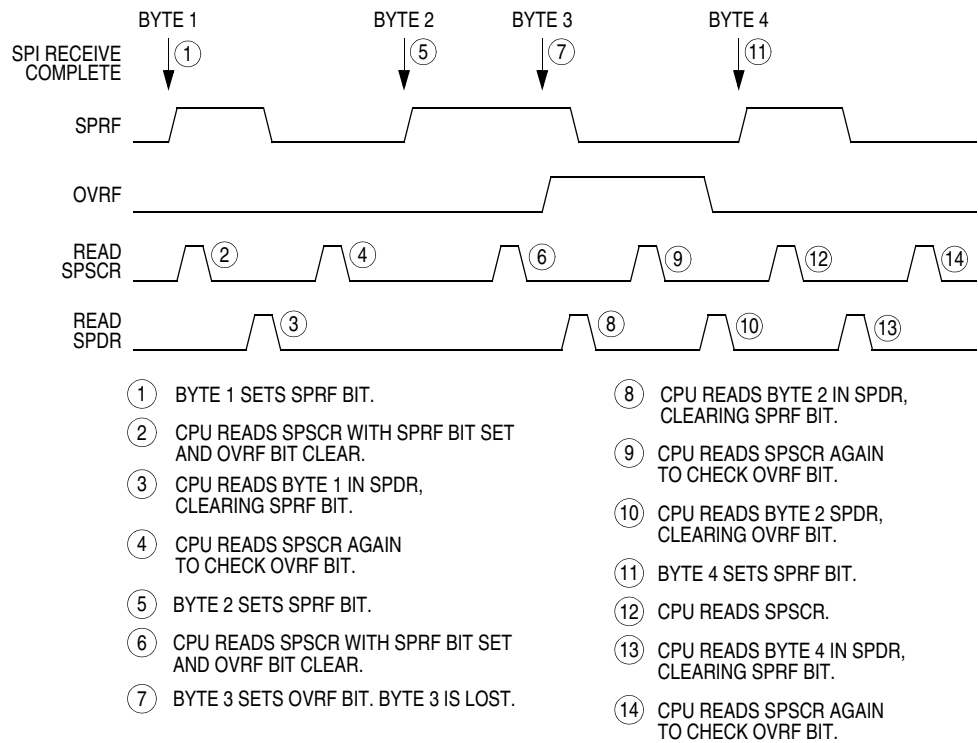 BYTE 1 BYTE 2 BYTE 3 BYTE 4
SPI RECEIVE
COMPLETE
1 5 7 11
SPRF
OVRF
READ
SPSCR
2 4 6 9 12 14
READ
SPDR
3 8 10 13
1 BYTE 1 SETS SPRF BIT.
2 CPU READS SPSCR WITH SPRF BIT SET
AND OVRF BIT CLEAR.
3 CPU READS BYTE 1 IN SPDR,
CLEARING SPRF BIT.
4 CPU READS SPSCR AGAIN
TO CHECK OVRF BIT.
5 BYTE 2 SETS SPRF BIT.
6 CPU READS SPSCR WITH SPRF BIT SET
AND OVRF BIT CLEAR.
7 BYTE 3 SETS OVRF BIT. BYTE 3 IS LOST.
8 CPU READS BYTE 2 IN SPDR,
CLEARING SPRF BIT.
9 CPU READS SPSCR AGAIN
TO CHECK OVRF BIT.
10 CPU READS BYTE 2 SPDR,
CLEARING OVRF BIT.
11 BYTE 4 SETS SPRF BIT.
12 CPU READS SPSCR.
13 CPU READS BYTE 4 IN SPDR,
CLEARING SPRF BIT.
14 CPU READS SPSCR AGAIN
TO CHECK OVRF BIT.